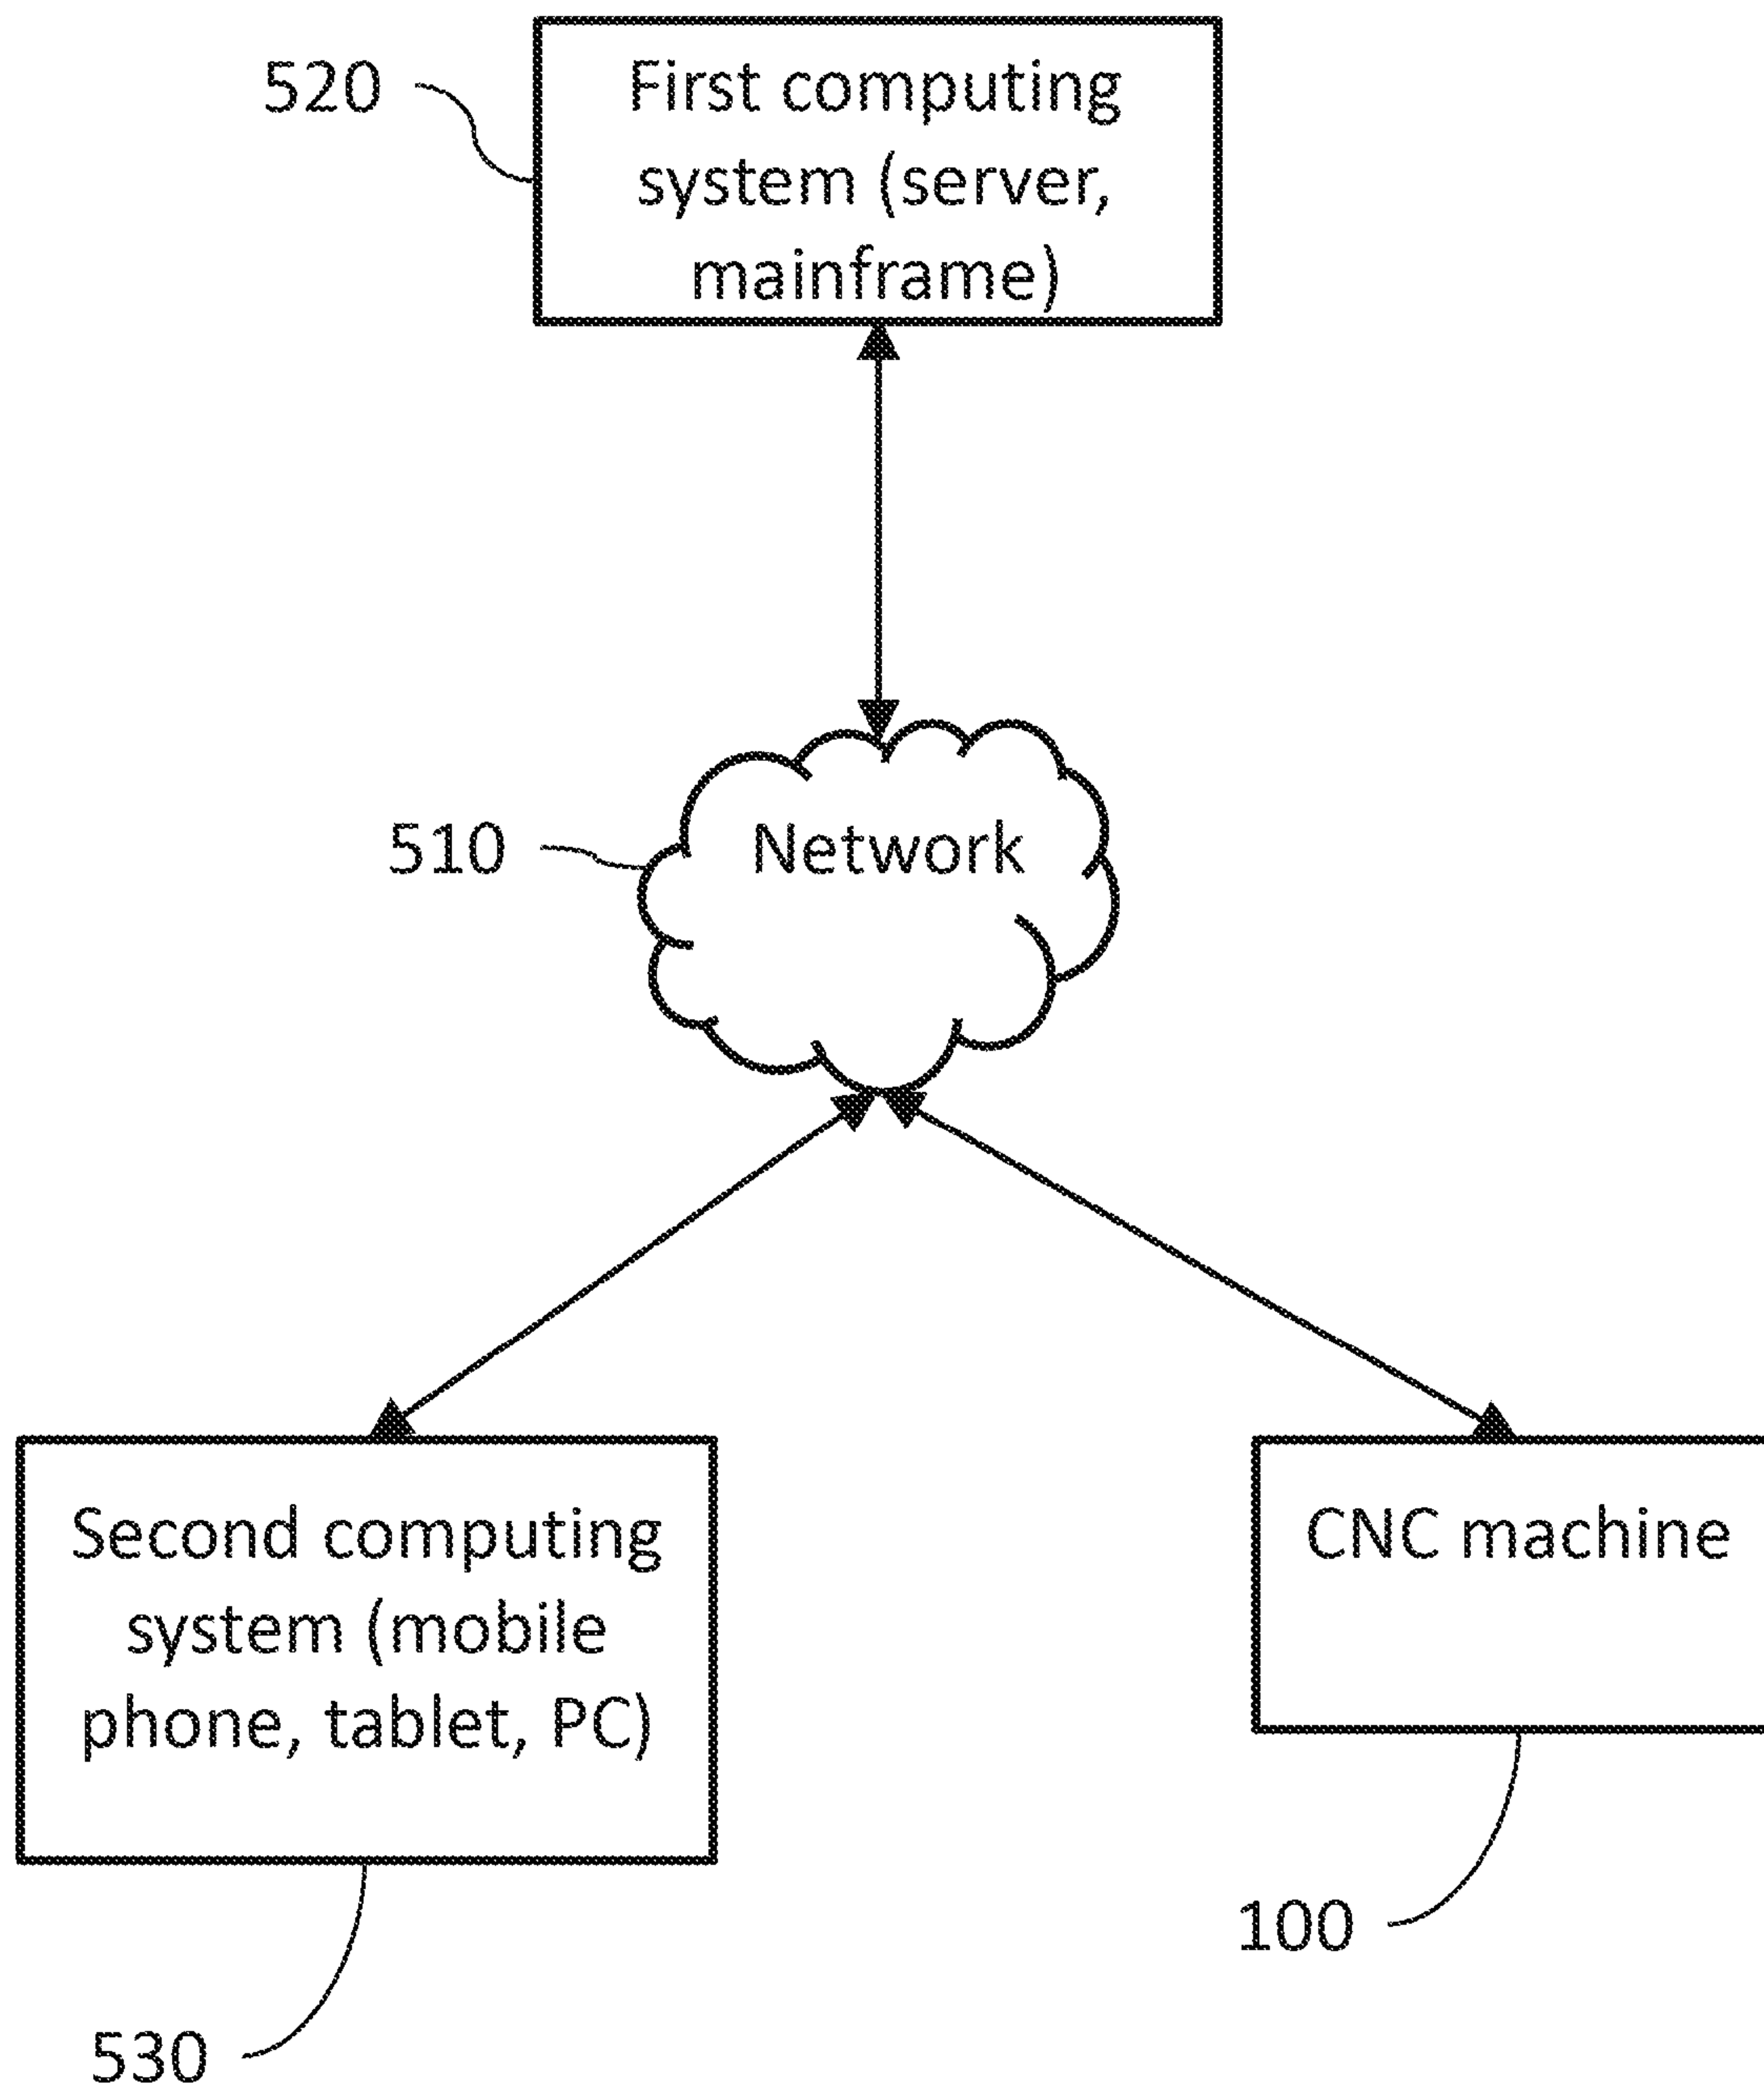 520
First computing
system (server,
mainframe)
510
Network
Second computing
system (mobile
phone, tablet, PC)
CNC machine
100
530